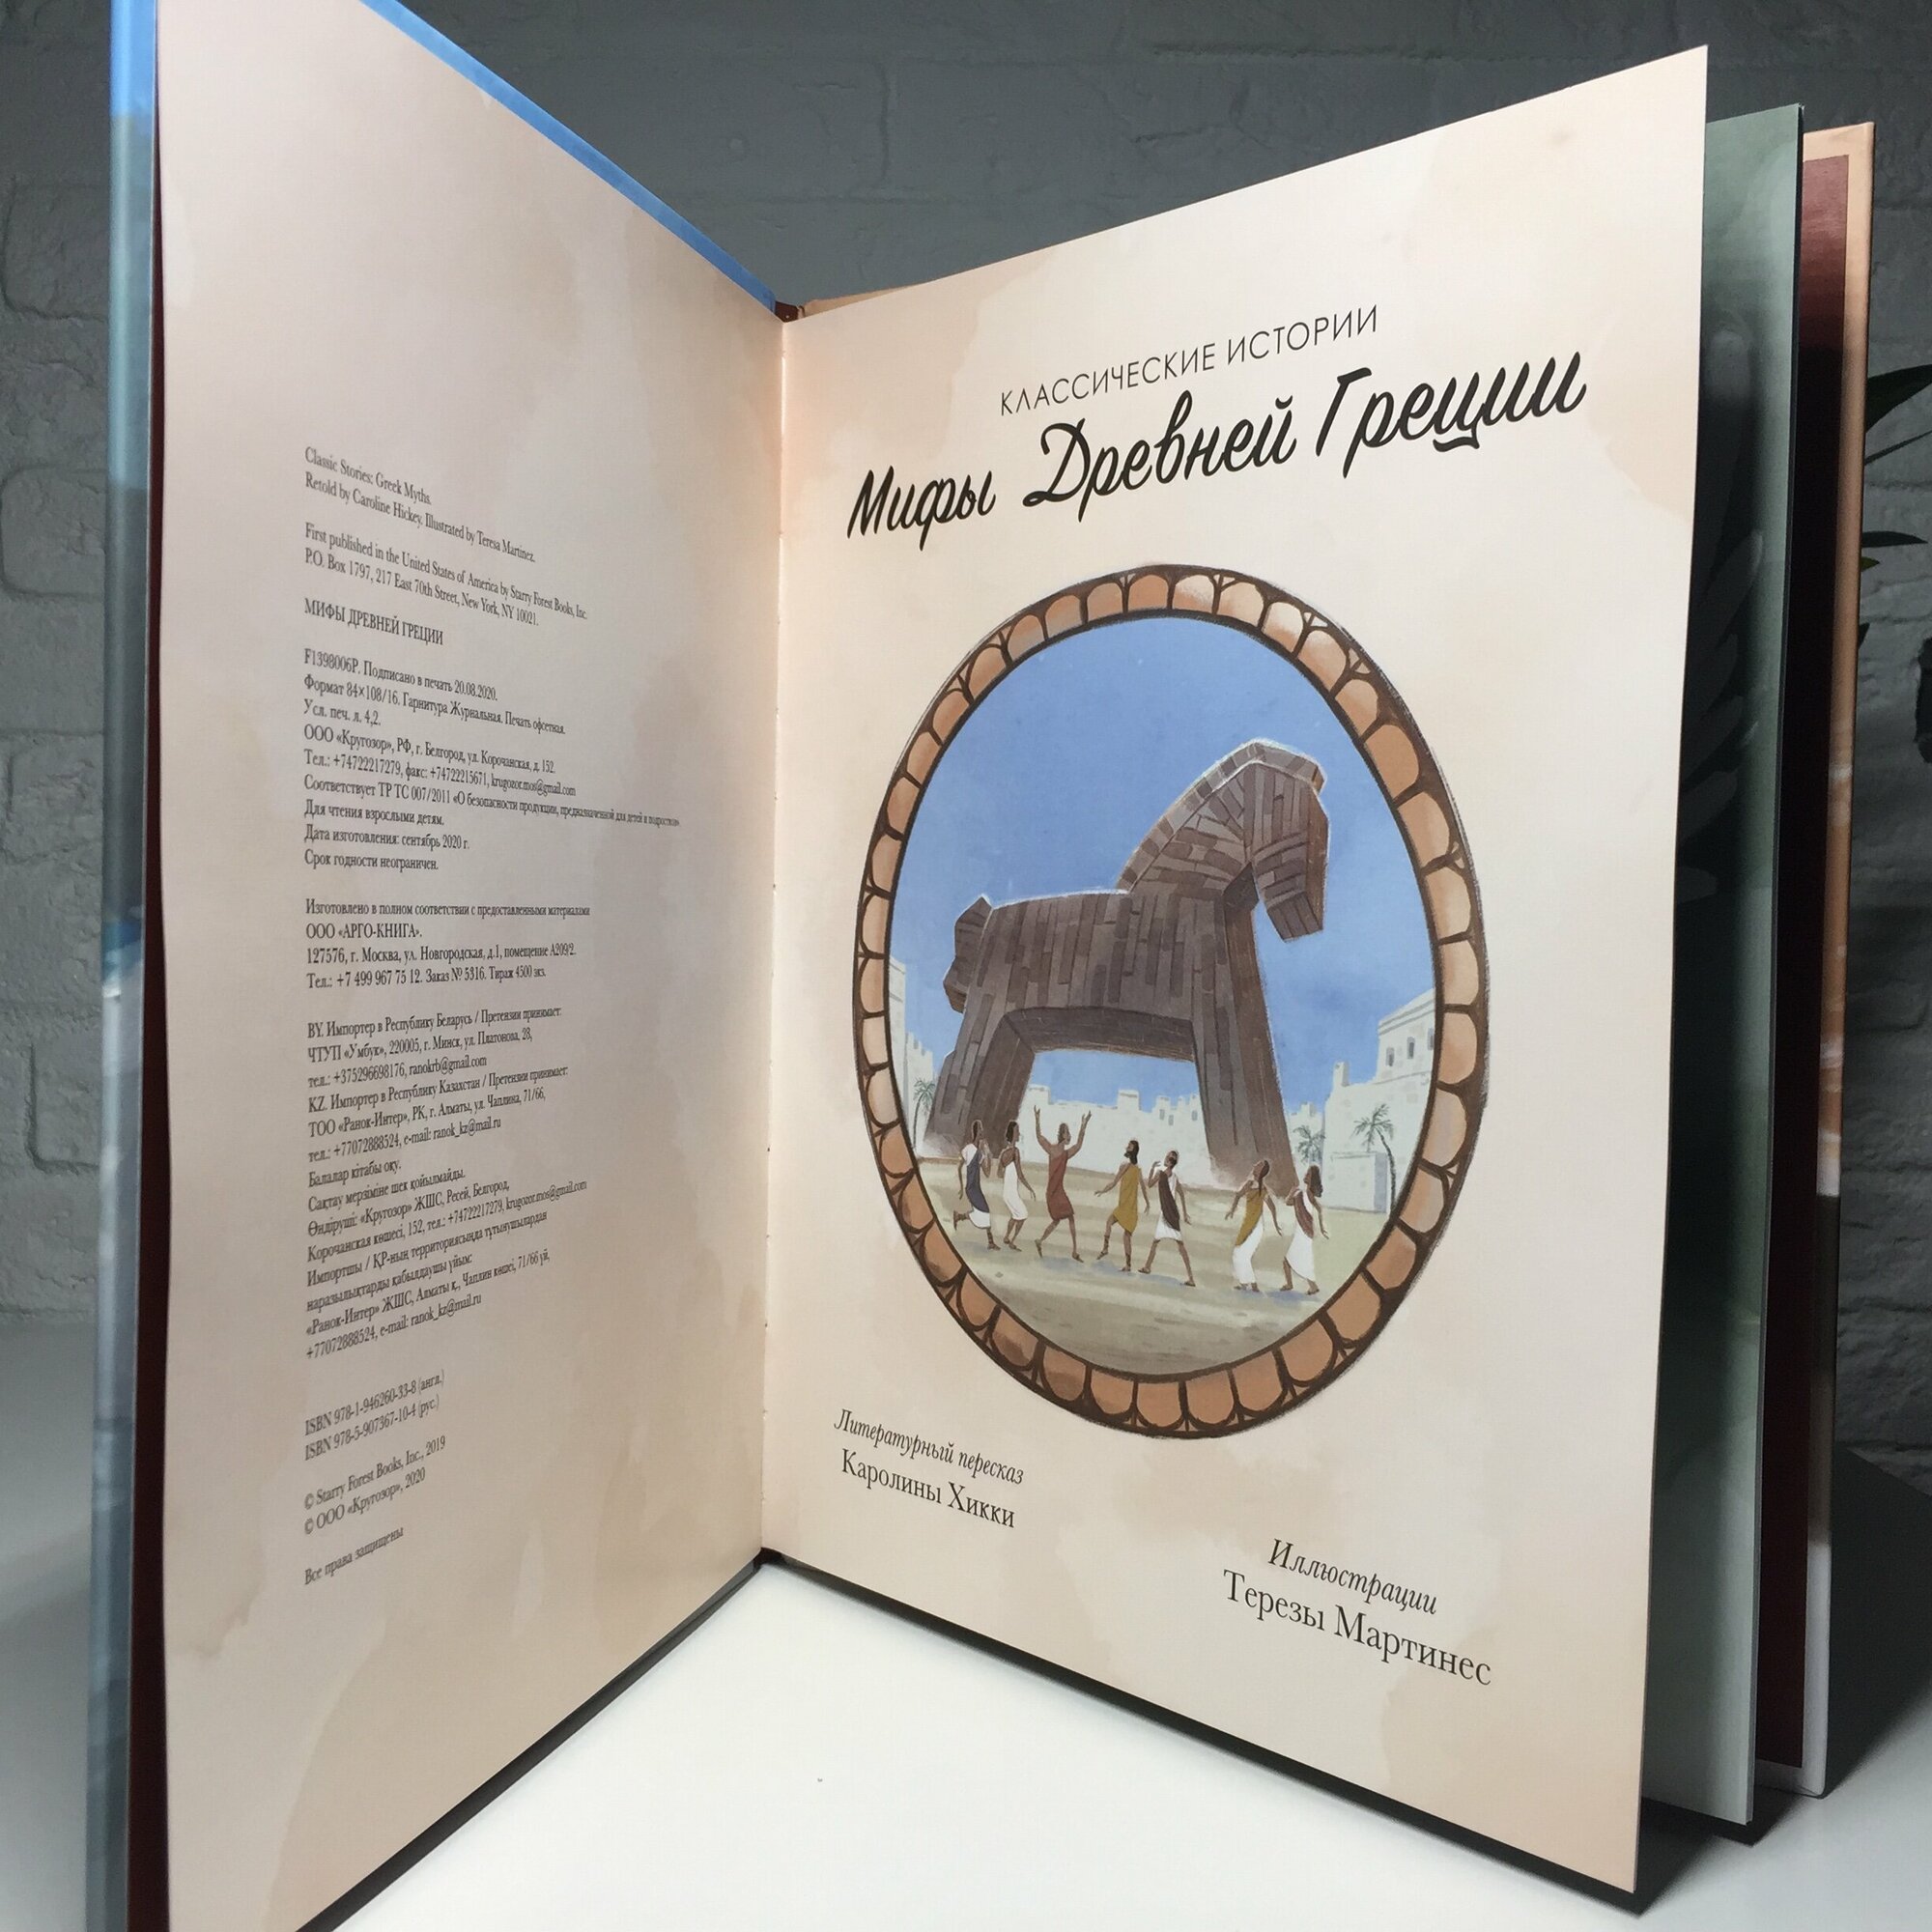 Classic Stories: Greek Myths.
Retold by Caroline Hickey. Illustrated by Teresa Martinez.
First published in the United States of America by Starry Forest Books, Inc.
P.O. Box 1797, 217 East 70th Street, New York, NY 10021.
МИФЫ ДРЕВНЕЙ ГРЕЦИИ
F1398006Р. Подписано в печать 20.08.2020.
Формат 84×108/16. Гарнитура Журнальная. Печать офсетная.
Усл. печ. л. 4,2.
ООО «Кругозор», РФ, г. Белгород, ул. Корочанская, д. 152.
Тел.: +74722217279, факс: +74722215671, krugozor.mos@gmail.com
Соответствует ТР ТС 007/2011 «О безопасности продукции, предназначенной для детей и подростков».
Для чтения взрослыми детям.
Дата изготовления: сентябрь 2020 г.
Срок годности неограничен.
Изготовлено в полном соответствии с предоставленными материалами
ООО «АРГО-КНИГА».
127576, г. Москва, ул. Новгородская, д.1, помещение А209/2.
Тел.: +7 499 967 75 12. Заказ № 5316. Тираж 4500 экз.
BY. Импортер в Республику Беларусь / Претензии принимает:
ЧТУП «Умбук», 220005, г. Минск, ул. Платонова, 28,
тел.: +375296698176, ranokrb@gmail.com
KZ. Импортер в Республику Казахстан / Претензии принимает:
ТОО «Ранок-Интер», РК, г. Алматы, ул. Чаплина, 71/66,
тел.: +77072888524, e-mail: ranok_kz@mail.ru
Балалар кітабы оқу.
Сақтау мерзіміне шек қойылмайды.
Өндіруші: «Кругозор» ЖШС, Ресей, Белгород,
Корочанская көшесі, 152, тел.: +74722217279, krugozor.mos@gmail.com
Импортшы / ҚР-ның территориясында тұтынушылардан
наразылықтарды қабылдаушы ұйым:
«Ранок-Интер» ЖШС, Алматы қ., Чаплин көшесі, 71/66 үй,
+77072888524, e-mail: ranok_kz@mail.ru
ISBN 978-1-946260-33-8 (англ.)
ISBN 978-5-907367-10-4 (рус.)
© Starry Forest Books, Inc., 2019
© ООО «Кругозор», 2020
Все права защищены
КЛАССИЧЕСКИЕ ИСТОРИИ
Мифы Древней Греции
Литературный пересказ
Каролины Хикки
Иллюстрации
Терезы Мартинес